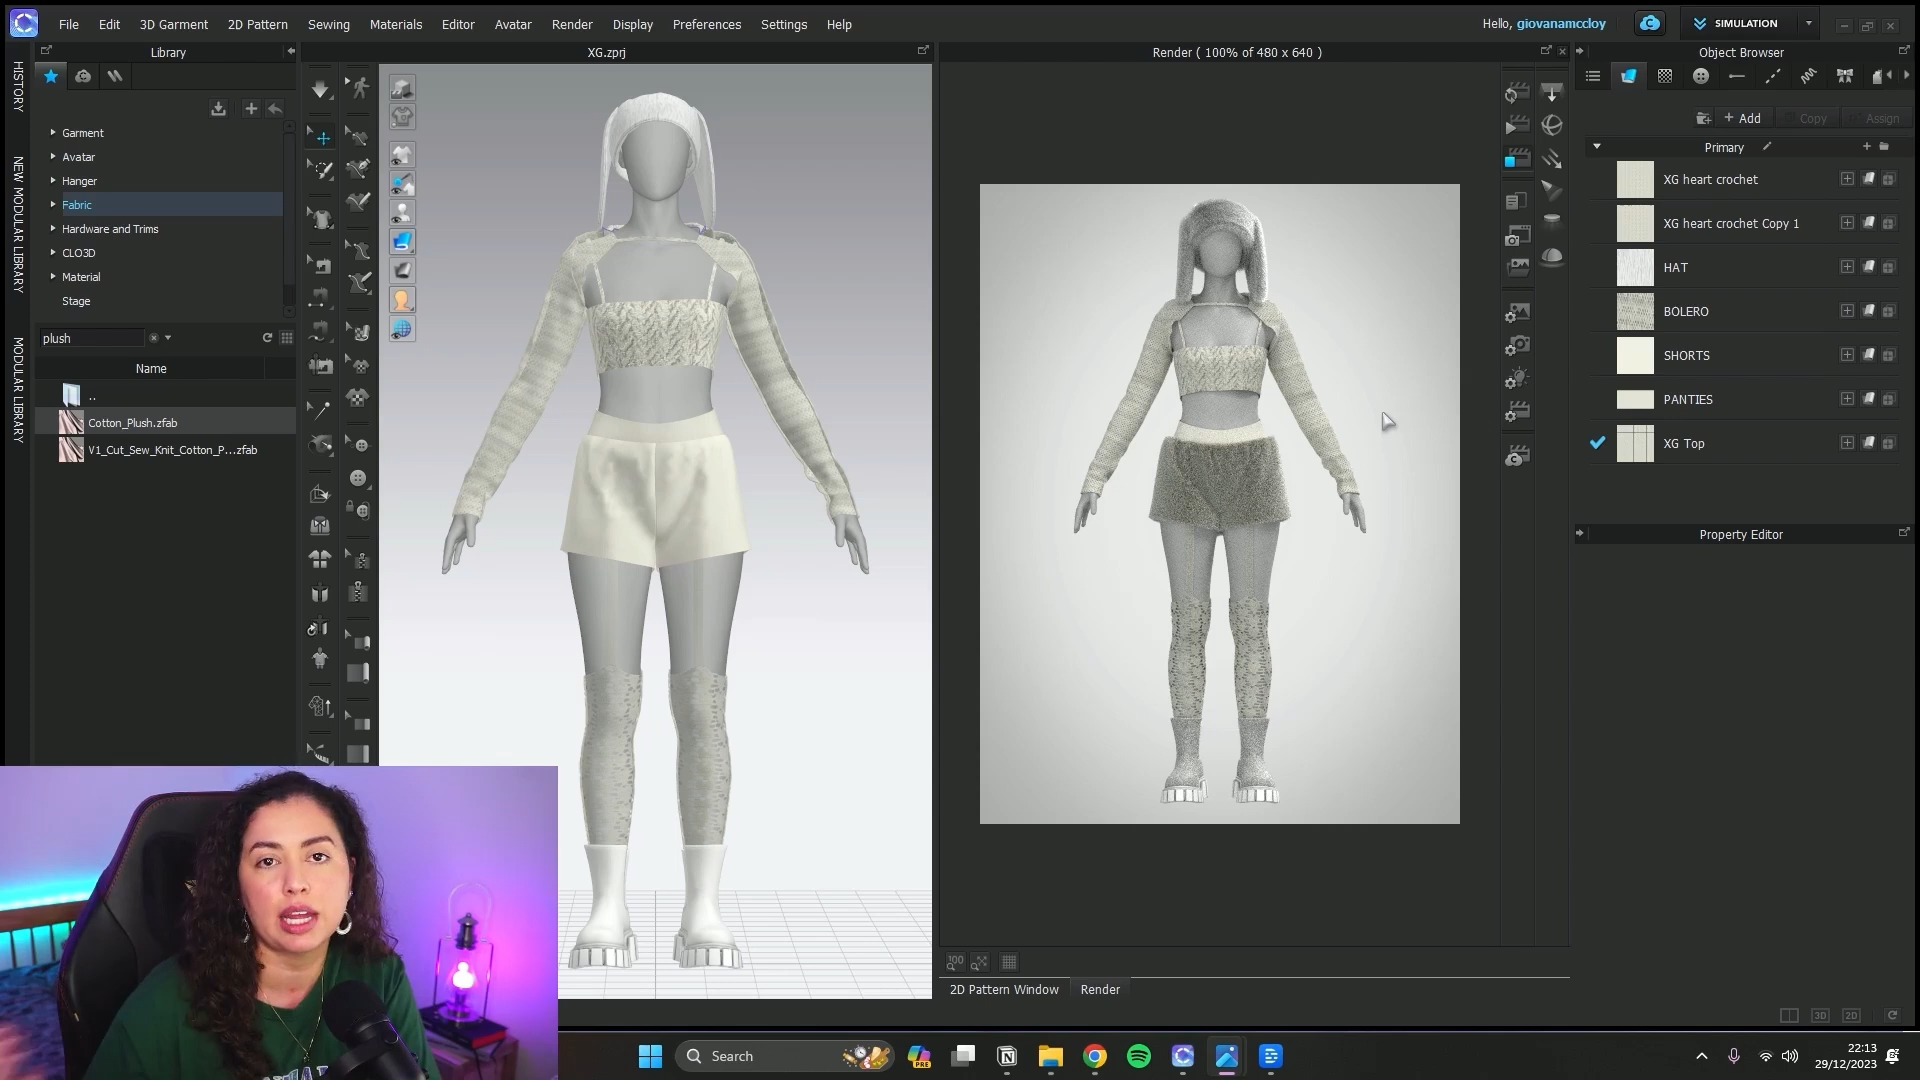 File Edit 3D Garment 2D Pattern Sewing Materials Editor Avatar Render Display Preferences Settings Help
Hello, giovanamccloy
SIMULATION
Library
XG.zprj
Render ( 100% of 480 x 640 )
Object Browser
HISTORY
NEW MODULAR LIBRARY
MODULAR LIBRARY
Garment
Avatar
Hanger
Fabric
Hardware and Trims
CLO3D
Material
Stage
plush
Name
..
Cotton_Plush.zfab
V1_Cut_Sew_Knit_Cotton_P...zfab
+ Add
Copy
Assign
Primary
XG heart crochet
XG heart crochet Copy 1
HAT
BOLERO
SHORTS
PANTIES
XG Top
Property Editor
100
2D Pattern Window
Render
3D
2D
Search
PRE
22:13
29/12/2023